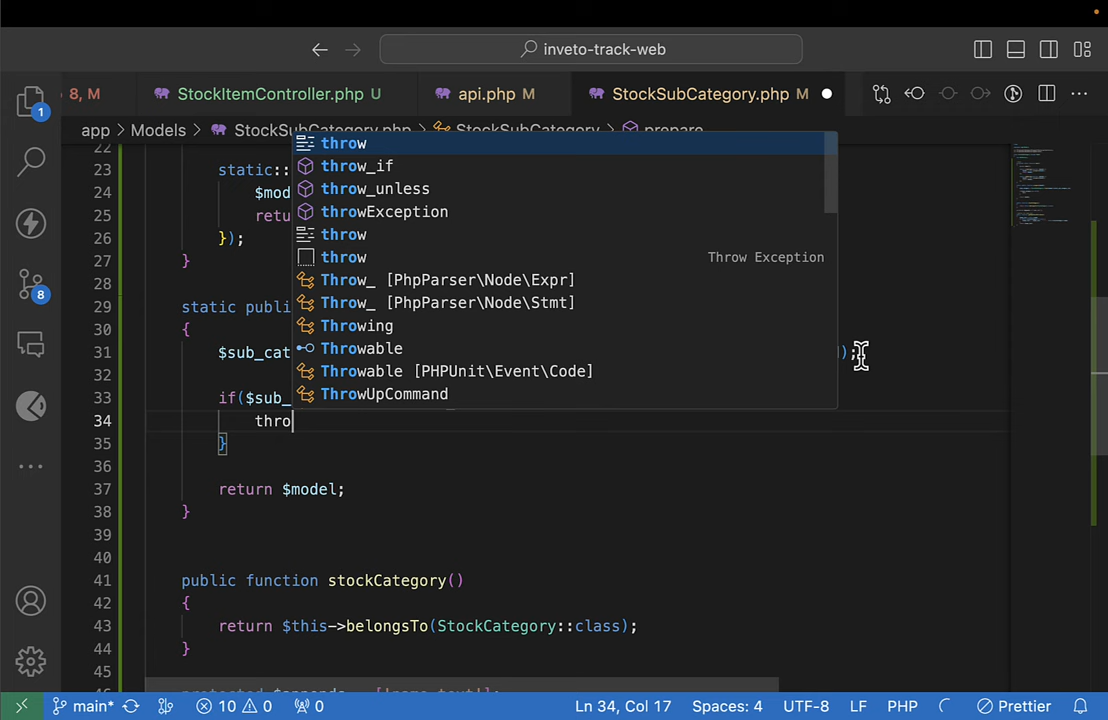 inveto-track-web
8, M
StockItemController.php U
api.php M
StockSubCategory.php M
app > Models > StockSubCategory.php > StockSubCategory > prepare
throw
throw_if
throw_unless
throwException
throw
throw Throw Exception
Throw_ [PhpParser\Node\Expr]
Throw_ [PhpParser\Node\Stmt]
Throwing
Throwable
Throwable [PHPUnit\Event\Code]
ThrowUpCommand
22
23 static::
24 $mod
25 retu
26 });
27 }
28
29 static publi
30 {
31 $sub_cat );
32
33 if($sub_
34 thro
35 }
36
37 return $model;
38 }
39
40
41 public function stockCategory()
42 {
43 return $this->belongsTo(StockCategory::class);
44 }
45
1
8
main* 10 0 0 Ln 34, Col 17 Spaces: 4 UTF-8 LF PHP Prettier